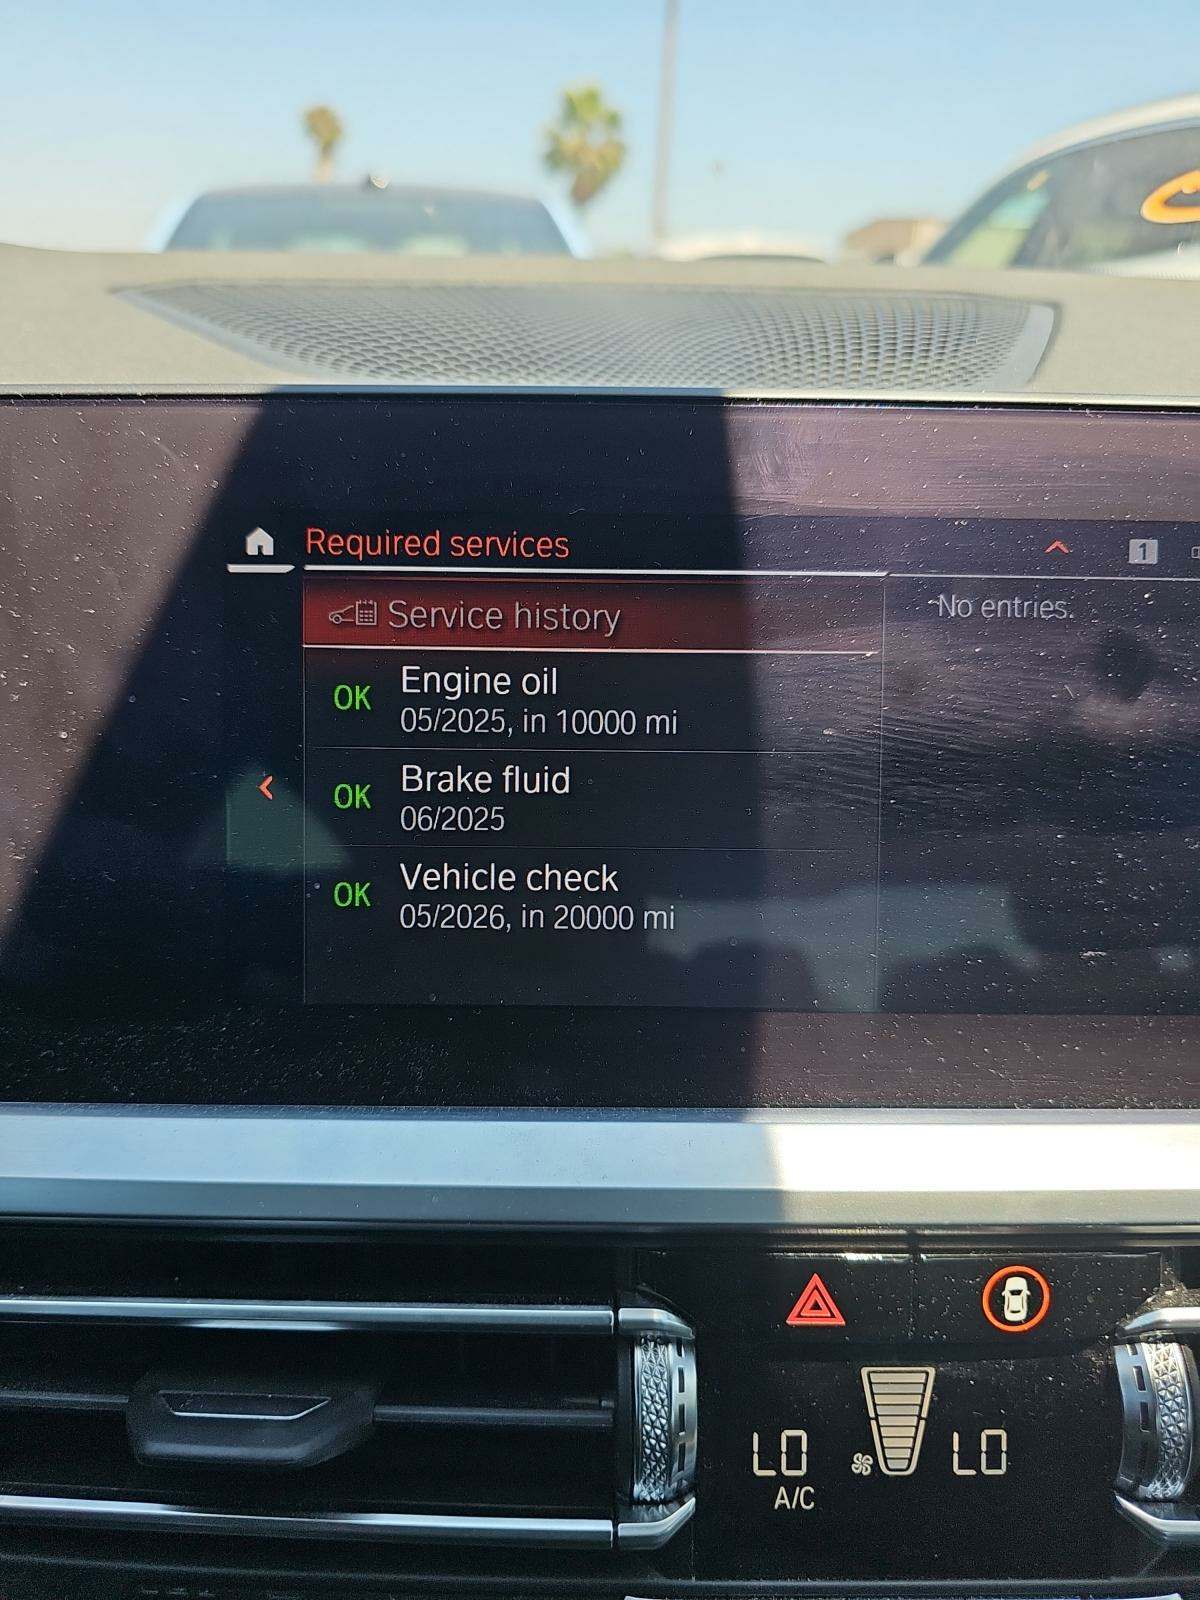 Required services
1
Service history
No entries.
OK
Engine oil
05/2025, in 10000 mi
OK
Brake fluid
06/2025
OK
Vehicle check
05/2026, in 20000 mi
LO
LO
A/C